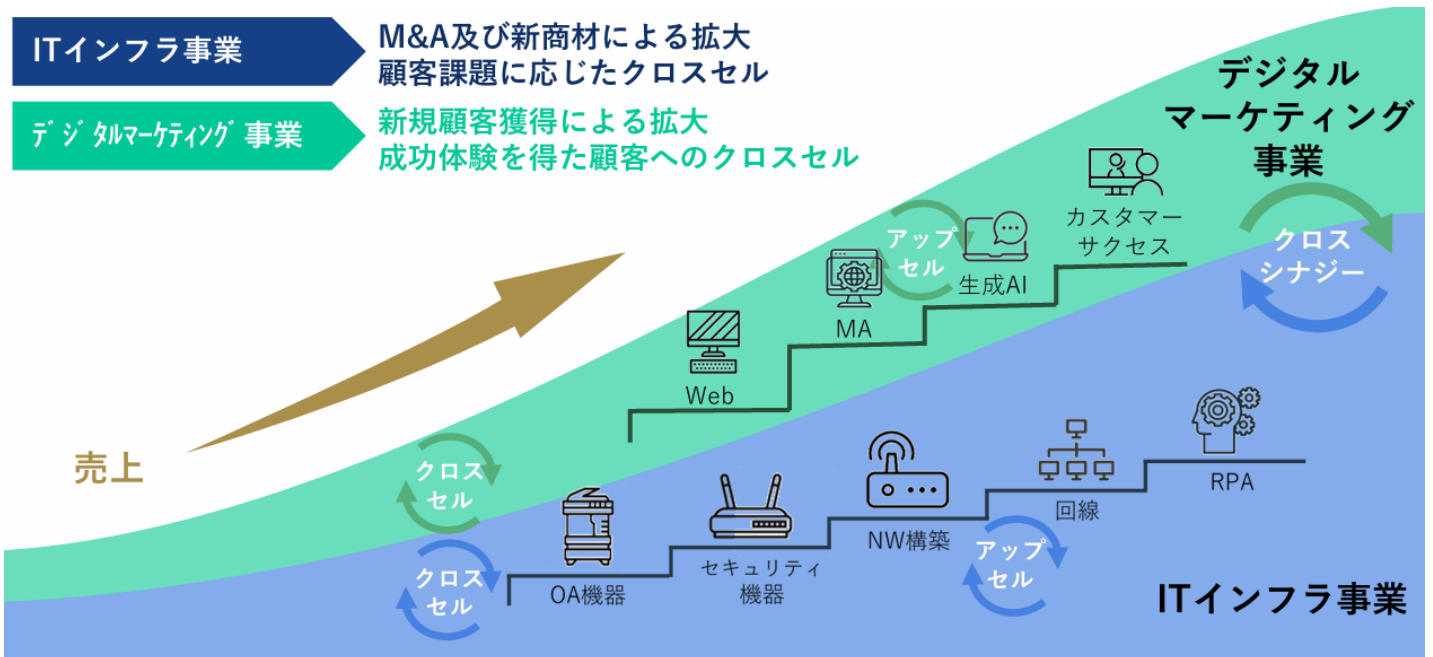 ITインフラ事業
M&A及び新商材による拡大
顧客課題に応じたクロスセル
ﾃﾞｼﾞﾀﾙﾏｰｹﾃｨﾝｸﾞ事業
新規顧客獲得による拡大
成功体験を得た顧客へのクロスセル
デジタル
マーケティング
事業
カスタマー
サクセス
アップ
セル
生成AI
MA
Web
クロス
シナジー
売上
クロス
セル
クロス
セル
OA機器
セキュリティ
機器
NW構築
アップ
セル
回線
RPA
ITインフラ事業